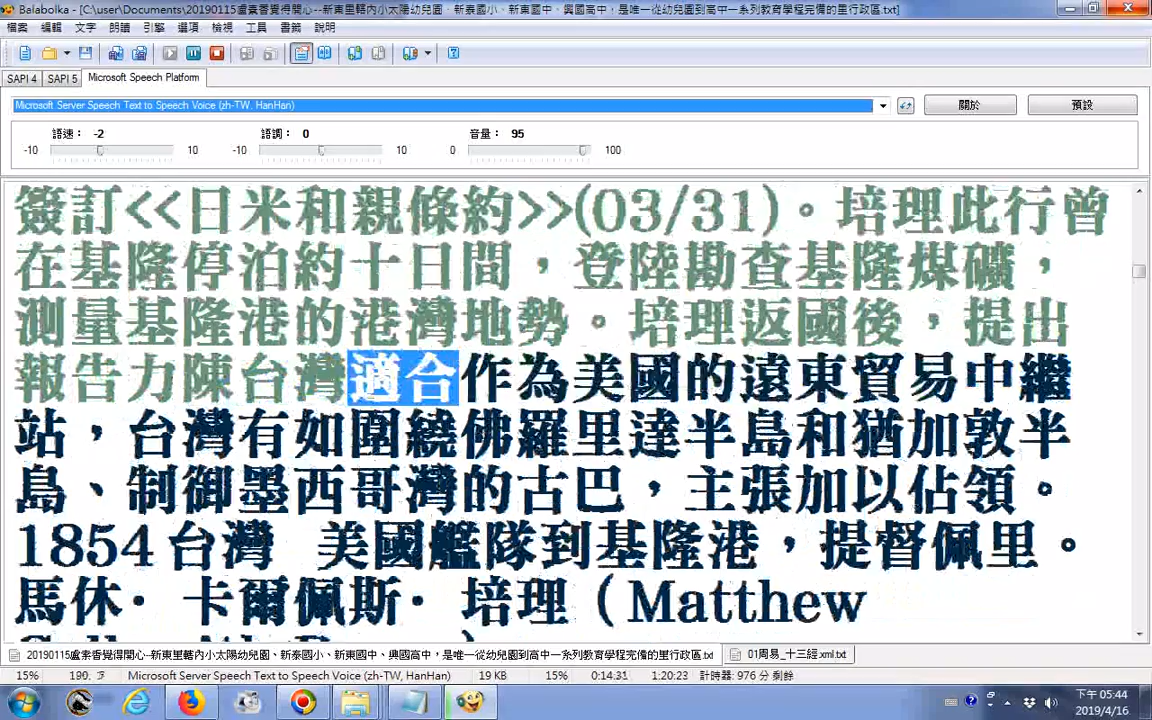 Balabolka - [C:\user\Documents\20190115盧素香覺得開心--新東里轄內小太陽幼兒園、新泰國小、新東國中、興國高中，是唯一從幼兒園到高中一系列教育學程完備的里行政區.txt]
檔案 編輯 文字 朗讀 引擎 選項 檢視 工具 書籤 說明
SAPI 4 SAPI 5 Microsoft Speech Platform
Microsoft Server Speech Text to Speech Voice (zh-TW, HanHan) 關於 預設
語速： -2 語調： 0 音量： 95
-10 10 -10 10 0 100
簽訂<<日米和親條約>>(03/31)。培理此行曾
在基隆停泊約十日間，登陸勘查基隆煤礦，
測量基隆港的港灣地勢。培理返國後，提出
報告力陳台灣適合作為美國的遠東貿易中繼
站，台灣有如圍繞佛羅里達半島和猶加敦半
島、制御墨西哥灣的古巴，主張加以佔領。
1854台灣 美國艦隊到基隆港，提督佩里。
馬休·卡爾佩斯·培理（Matthew
20190115盧素香覺得開心--新東里轄內小太陽幼兒園、新泰國小、新東國中、興國高中，是唯一從幼兒園到高中一系列教育學程完備的里行政區.txt 01周易_十三經.xml.txt
15% Microsoft Server Speech Text to Speech Voice (zh-TW, HanHan) 19 KB 15% 0:14:31 1:20:23 計時器: 976 分 剩餘
下午 05:44
2019/4/16